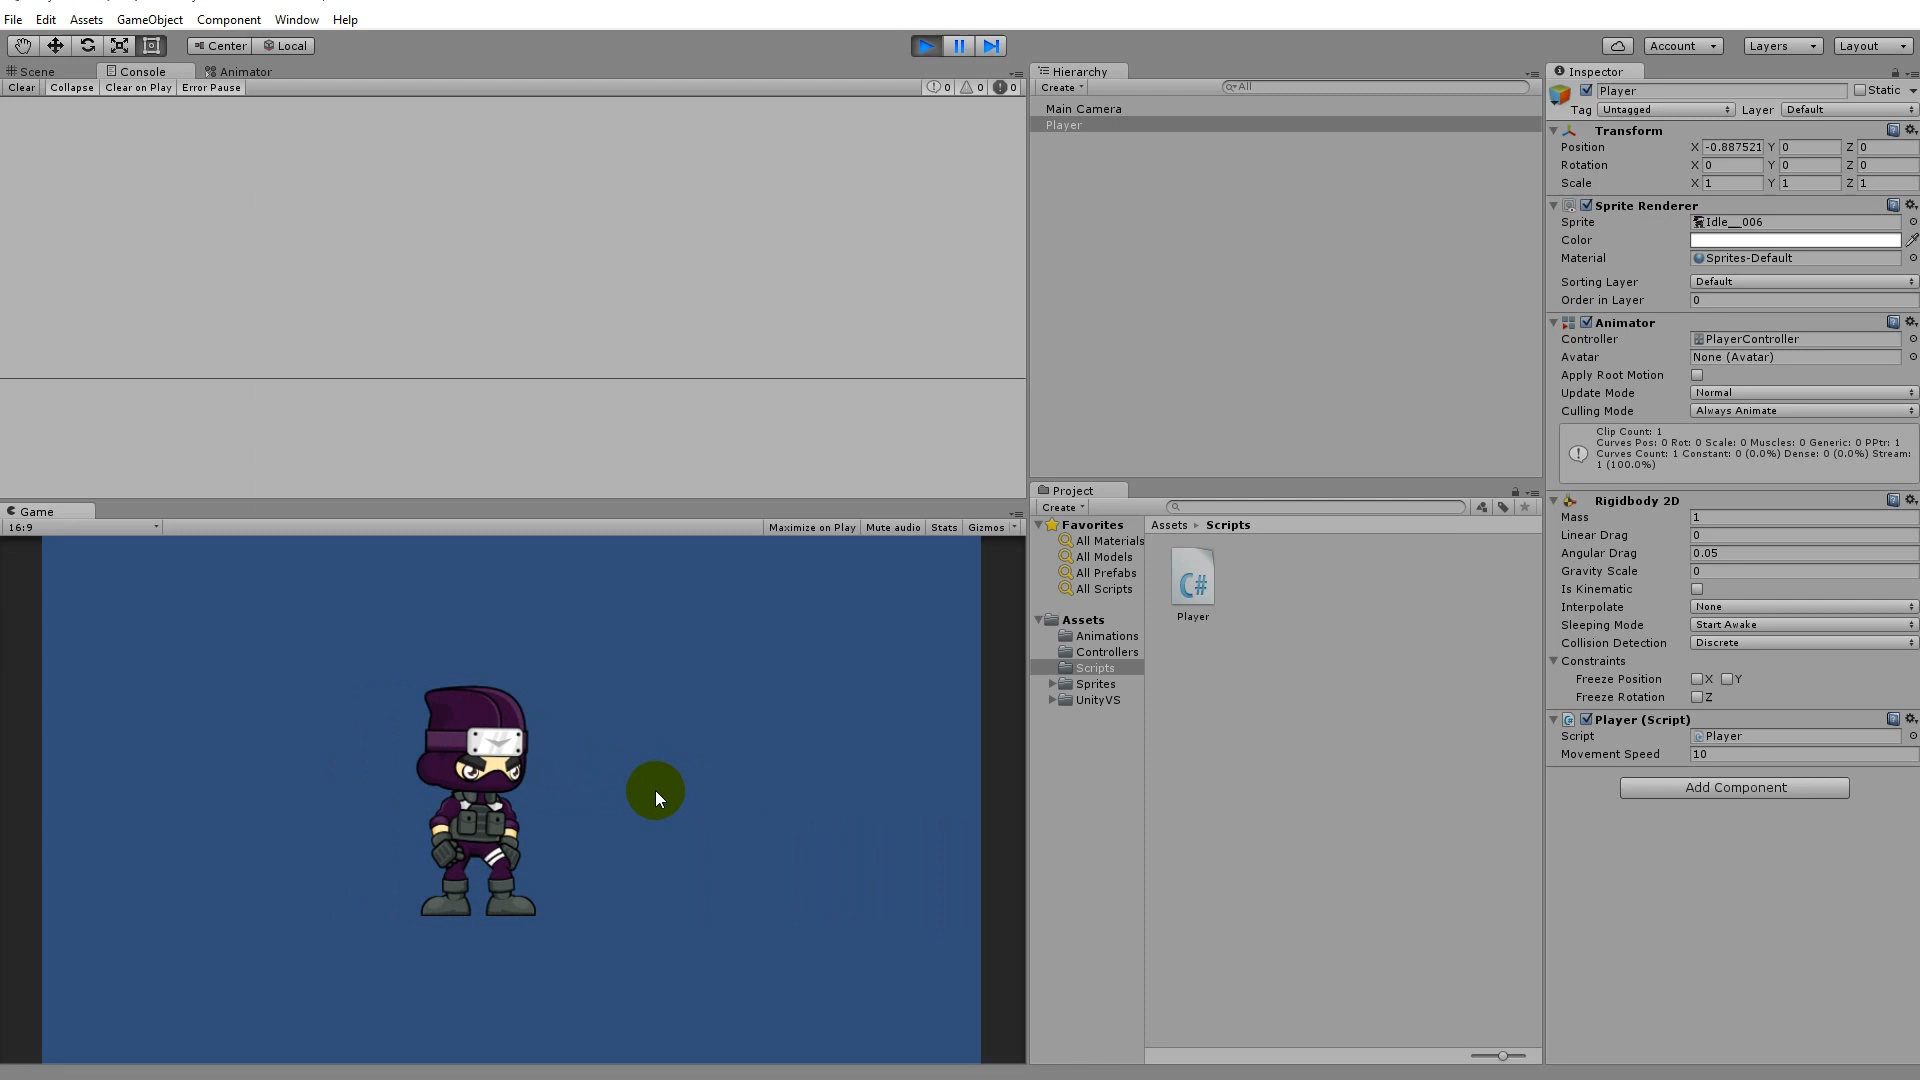 File Edit Assets GameObject Component Window Help
Center Local
Account Layers Layout
Scene Console Animator
Clear Collapse Clear on Play Error Pause 0 0 0
Game
16:9 Maximize on Play Mute audio Stats Gizmos
Hierarchy
Create All
Main Camera
Player
Project
Create
Favorites
All Materials
All Models
All Prefabs
All Scripts
Assets
Animations
Controllers
Scripts
Sprites
UnityVS
Assets Scripts
C#
Player
Inspector
Player Static
Tag Untagged Layer Default
Transform
Position X -0.887521 Y 0 Z 0
Rotation X 0 Y 0 Z 0
Scale X 1 Y 1 Z 1
Sprite Renderer
Sprite Idle__006
Color
Material Sprites-Default
Sorting Layer Default
Order in Layer 0
Animator
Controller PlayerController
Avatar None (Avatar)
Apply Root Motion
Update Mode Normal
Culling Mode Always Animate
Clip Count: 1
Curves Pos: 0 Rot: 0 Scale: 0 Muscles: 0 Generic: 0 PPtr: 1
Curves Count: 1 Constant: 0 (0.0%) Dense: 0 (0.0%) Stream:
1 (100.0%)
Rigidbody 2D
Mass 1
Linear Drag 0
Angular Drag 0.05
Gravity Scale 0
Is Kinematic
Interpolate None
Sleeping Mode Start Awake
Collision Detection Discrete
Constraints
Freeze Position X Y
Freeze Rotation Z
Player (Script)
Script Player
Movement Speed 10
Add Component